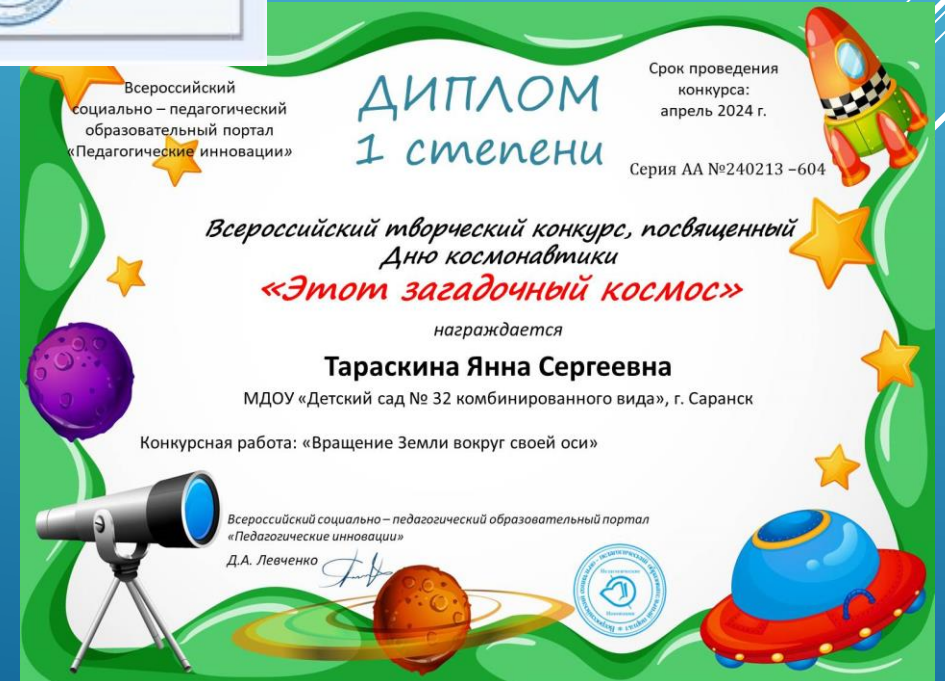 Всероссийский
социально – педагогический
образовательный портал
«Педагогические инновации»
ДИПЛОМ
1 степени
Срок проведения
конкурса:
апрель 2024 г.
Серия АА №240213 –604
Всероссийский творческий конкурс, посвященный
Дню космонавтики
«Этот загадочный космос»
награждается
Тараскина Янна Сергеевна
МДОУ «Детский сад № 32 комбинированного вида», г. Саранск
Конкурсная работа: «Вращение Земли вокруг своей оси»
Всероссийский социально – педагогический образовательный портал
«Педагогические инновации»
Д.А. Левченко